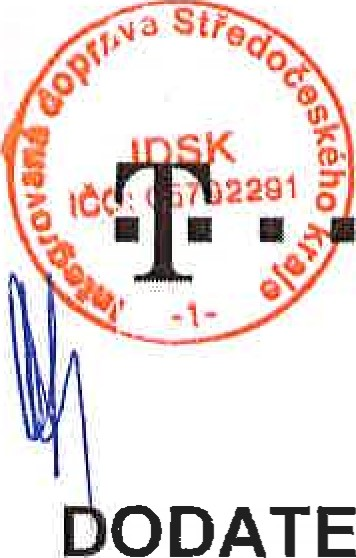 Integrovaná doprava Středočeského kraje
IDSK
IČO: 05792291
T
-1-
DODATE